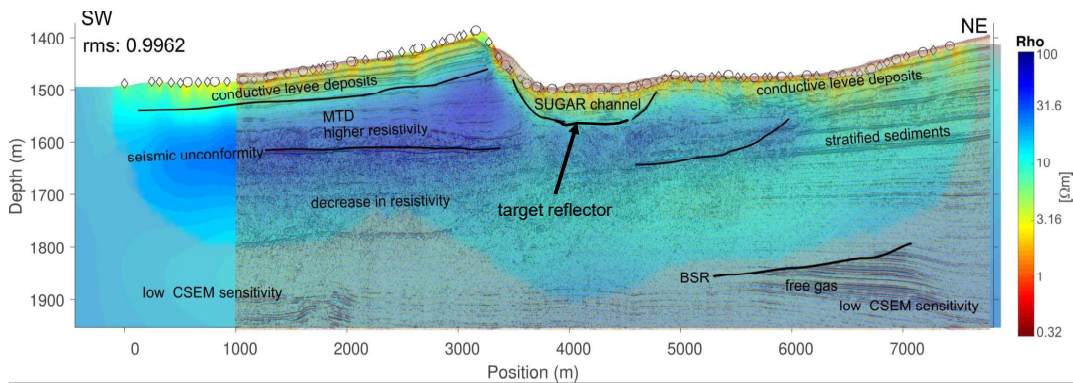 SW
NE
rms: 0.9962
Rho
1400
1500
1600
1700
1800
1900
Depth (m)
conductive levee deposits
MTD
higher resistivity
seismic unconformity
decrease in resistivity
low CSEM sensitivity
SUGAR channel
target reflector
conductive levee deposits
stratified sediments
BSR
free gas
low CSEM sensitivity
100
31.6
10
3.16
1
0.32
[Ωm]
0 1000 2000 3000 4000 5000 6000 7000
Position (m)